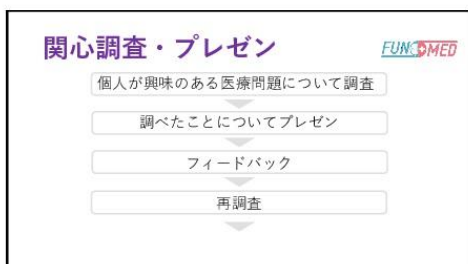 関心調査・プレゼン
FUN MED
個人が興味のある医療問題について調査
調べたことについてプレゼン
フィードバック
再調査